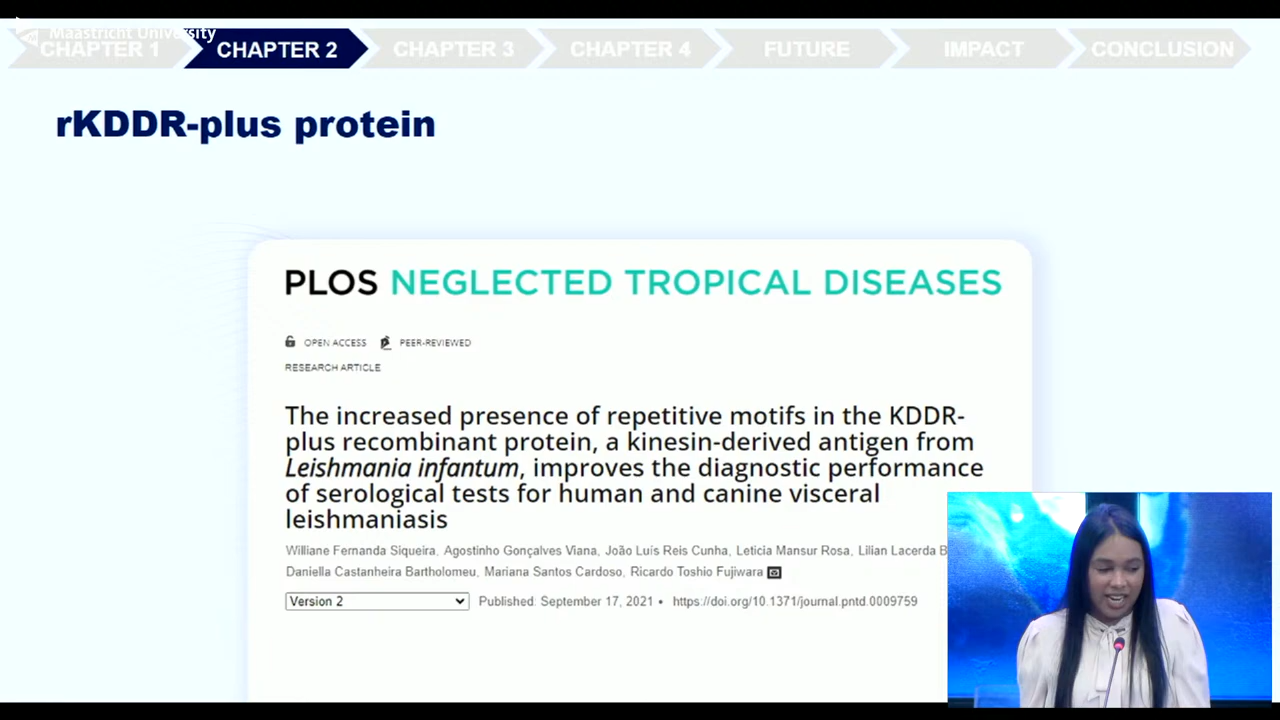 Maastricht University
CHAPTER 1 CHAPTER 2 CHAPTER 3 CHAPTER 4 FUTURE IMPACT CONCLUSION
rKDDR-plus protein
PLOS NEGLECTED TROPICAL DISEASES
OPEN ACCESS PEER-REVIEWED
RESEARCH ARTICLE
The increased presence of repetitive motifs in the KDDR-
plus recombinant protein, a kinesin-derived antigen from
Leishmania infantum, improves the diagnostic performance
of serological tests for human and canine visceral
leishmaniasis
Williane Fernanda Siqueira, Agostinho Gonçalves Viana, João Luís Reis Cunha, Leticia Mansur Rosa, Lilian Lacerda B
Daniella Castanheira Bartholomeu, Mariana Santos Cardoso, Ricardo Toshio Fujiwara
Version 2 Published: September 17, 2021 • https://doi.org/10.1371/journal.pntd.0009759